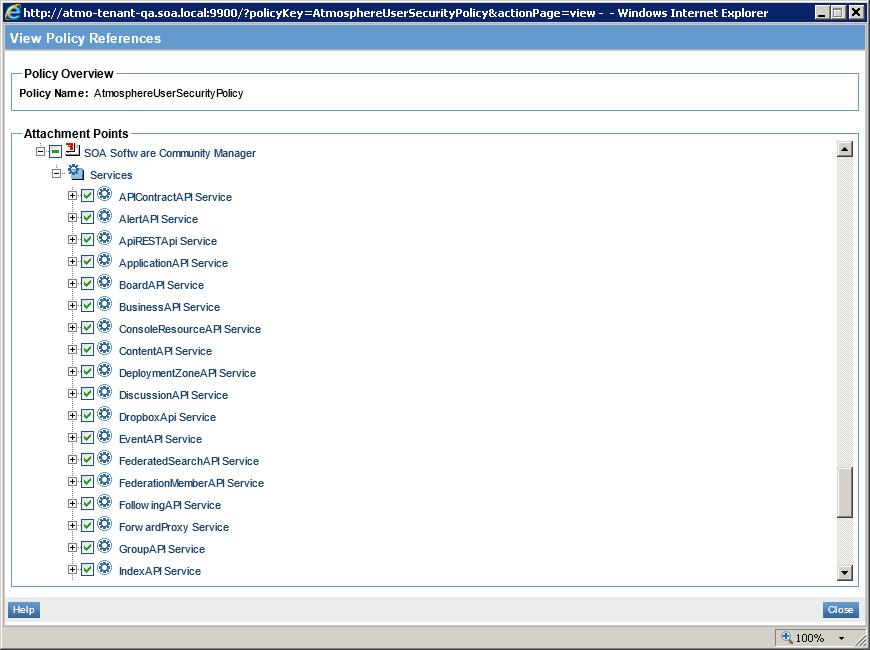 http://atmo-tenant-qa.soa.local:9900/?policyKey=AtmosphereUserSecurityPolicy&actionPage=view - - Windows Internet Explorer
View Policy References
Policy Overview
Policy Name: AtmosphereUserSecurityPolicy
Attachment Points
SOA Software Community Manager
Services
APIContractAPI Service
AlertAPI Service
ApiRESTApi Service
ApplicationAPI Service
BoardAPI Service
BusinessAPI Service
ConsoleResourceAPI Service
ContentAPI Service
DeploymentZoneAPI Service
DiscussionAPI Service
DropboxApi Service
EventAPI Service
FederatedSearchAPI Service
FederationMemberAPI Service
FollowingAPI Service
ForwardProxy Service
GroupAPI Service
IndexAPI Service
Help
Close
100%